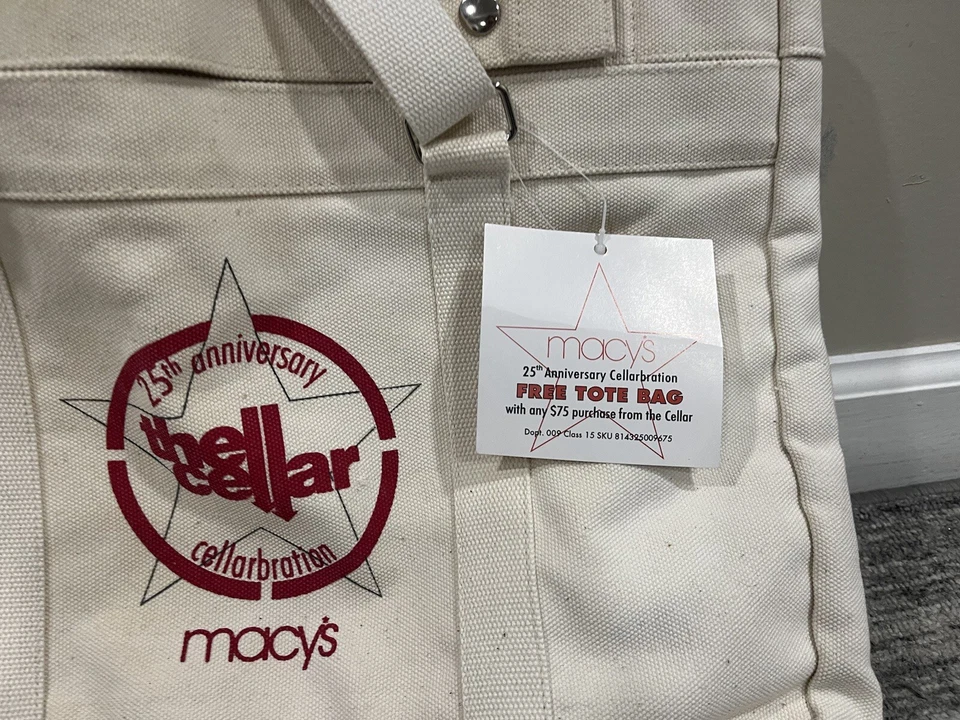 25th anniversary
the
cellar
cellarbration
macy's
macy's
25th Anniversary Cellarbration
FREE TOTE BAG
with any $75 purchase from the Cellar
Dept. 009 Class 15 SKU 814325009675